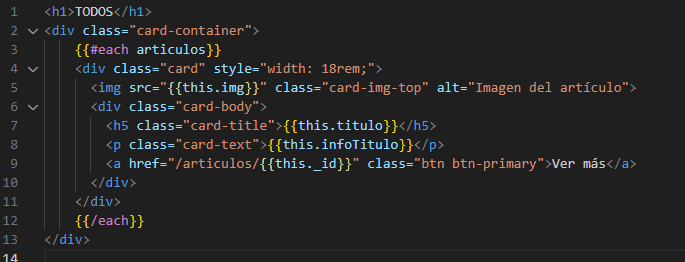 1 <h1>TODOS</h1>
2 <div class="card-container">
3 {{#each articulos}}
4 <div class="card" style="width: 18rem;">
5 <img src="{{this.img}}" class="card-img-top" alt="Imagen del artículo">
6 <div class="card-body">
7 <h5 class="card-title">{{this.titulo}}</h5>
8 <p class="card-text">{{this.infoTitulo}}</p>
9 <a href="/articulos/{{this._id}}" class="btn btn-primary">Ver más</a>
10 </div>
11 </div>
12 {{/each}}
13 </div>
14